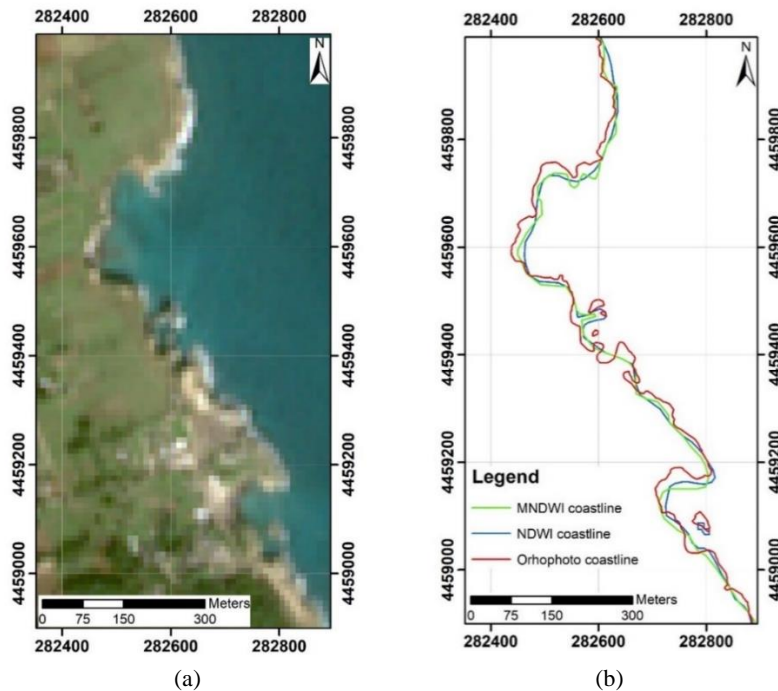 282400 282600 282800
N
4459800 4459800
4459600 4459600
4459400 4459400
4459200 4459200
4459000 4459000
Meters
0 75 150 300
282400 282600 282800
(a)
282400 282600 282800
N
4459800 4459800
4459600 4459600
4459400 4459400
4459200 4459200
4459000 4459000
Legend
MNDWI coastline
NDWI coastline
Orhophoto coastline
Meters
0 75 150 300
282400 282600 282800
(b)